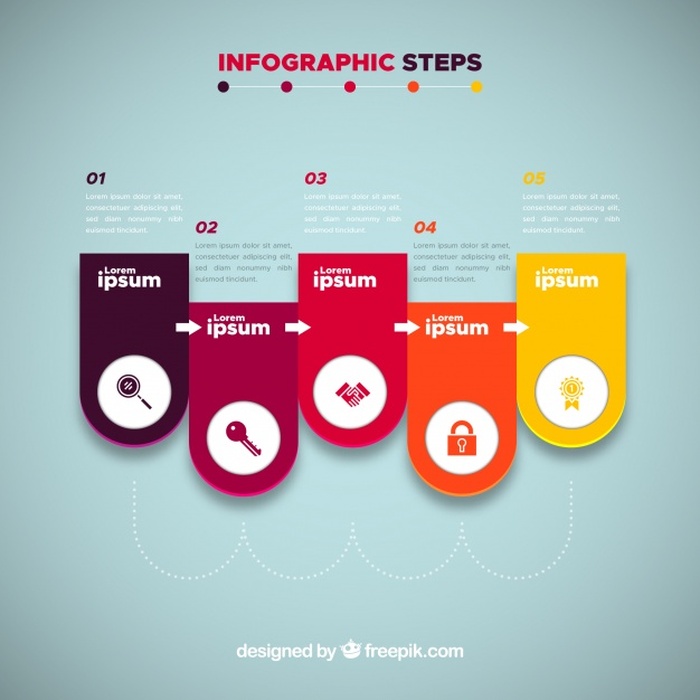 INFOGRAPHIC STEPS
01
Lorem ipsum dolor sit amet,
consectetuer adipiscing elit,
sed diam nonummy nibh
euismod tincidunt.
02
Lorem ipsum dolor sit amet,
consectetuer adipiscing elit,
sed diam nonummy nibh
euismod tincidunt.
03
Lorem ipsum dolor sit amet,
consectetuer adipiscing elit,
sed diam nonummy nibh
euismod tincidunt.
04
Lorem ipsum dolor sit amet,
consectetuer adipiscing elit,
sed diam nonummy nibh
euismod tincidunt.
05
Lorem ipsum dolor sit amet,
consectetuer adipiscing elit,
sed diam nonummy nibh
euismod tincidunt.
Lorem
ipsum
Lorem
ipsum
Lorem
ipsum
Lorem
ipsum
Lorem
ipsum
%
1
designed by freepik.com